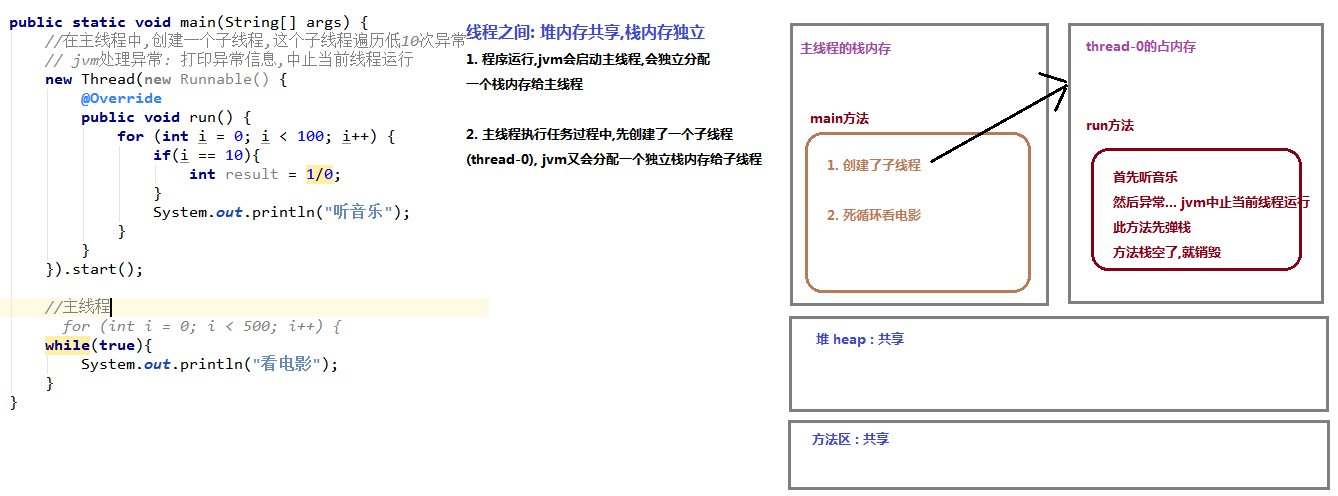 public static void main(String[] args) {
//在主线程中,创建一个子线程,这个子线程遍历低10次异常
// jvm处理异常: 打印异常信息,中止当前线程运行
new Thread(new Runnable() {
@Override
public void run() {
for (int i = 0; i < 100; i++) {
if(i == 10){
int result = 1/0;
}
System.out.println("听音乐");
}
}
}).start();
//主线程
for (int i = 0; i < 500; i++) {
while(true){
System.out.println("看电影");
}
}
线程之间: 堆内存共享,栈内存独立
1. 程序运行,jvm会启动主线程,会独立分配
一个栈内存给主线程
2. 主线程执行任务过程中,先创建了一个子线程
(thread-0), jvm又会分配一个独立栈内存给子线程
主线程的栈内存
main方法
1. 创建了子线程
2. 死循环看电影
thread-0的占内存
run方法
首先听音乐
然后异常... jvm中止当前线程运行
此方法先弹栈
方法栈空了,就销毁
堆 heap : 共享
方法区 : 共享